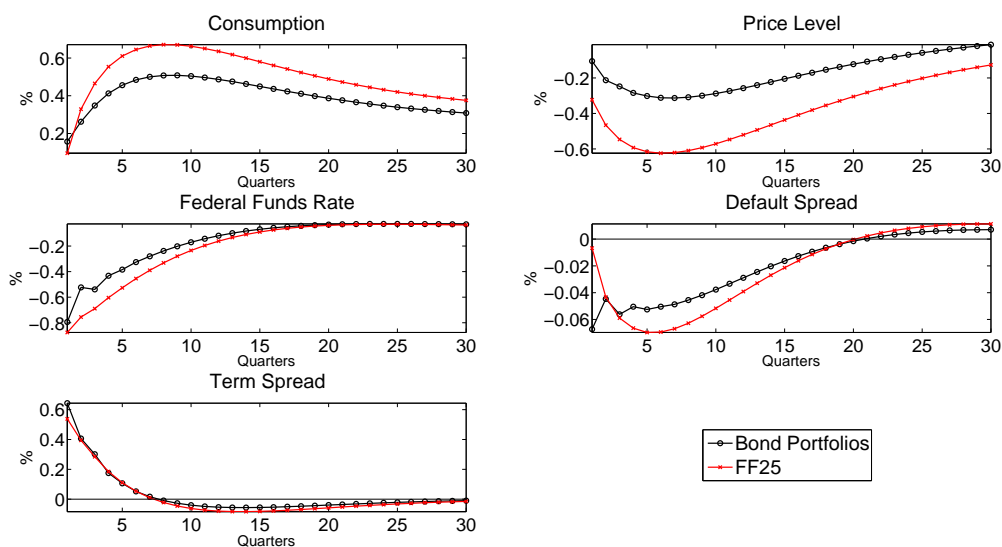 Consumption
%
0.6
0.4
0.2
5 10 15 20 25 30
Quarters
Price Level
%
−0.2
−0.4
−0.6
5 10 15 20 25 30
Quarters
Federal Funds Rate
%
−0.2
−0.4
−0.6
−0.8
5 10 15 20 25 30
Quarters
Default Spread
%
0
−0.02
−0.04
−0.06
5 10 15 20 25 30
Quarters
Term Spread
%
0.6
0.4
0.2
0
5 10 15 20 25 30
Quarters
Bond Portfolios
FF25